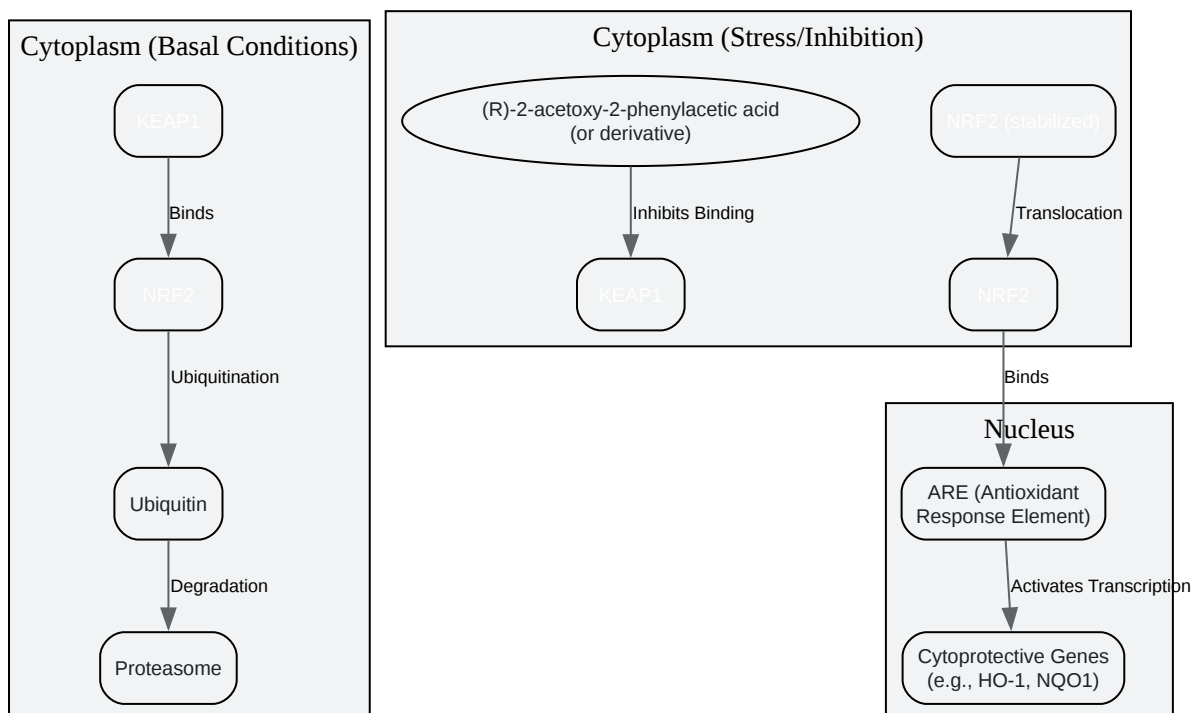 Cytoplasm (Basal Conditions)
KEAP1
Binds
NRF2
Ubiquitination
Ubiquitin
Degradation
Proteasome
Cytoplasm (Stress/Inhibition)
(R)-2-acetoxy-2-phenylacetic acid
(or derivative)
Inhibits Binding
KEAP1
NRF2 (stabilized)
Translocation
NRF2
Binds
Nucleus
ARE (Antioxidant
Response Element)
Activates Transcription
Cytoprotective Genes
(e.g., HO-1, NQO1)